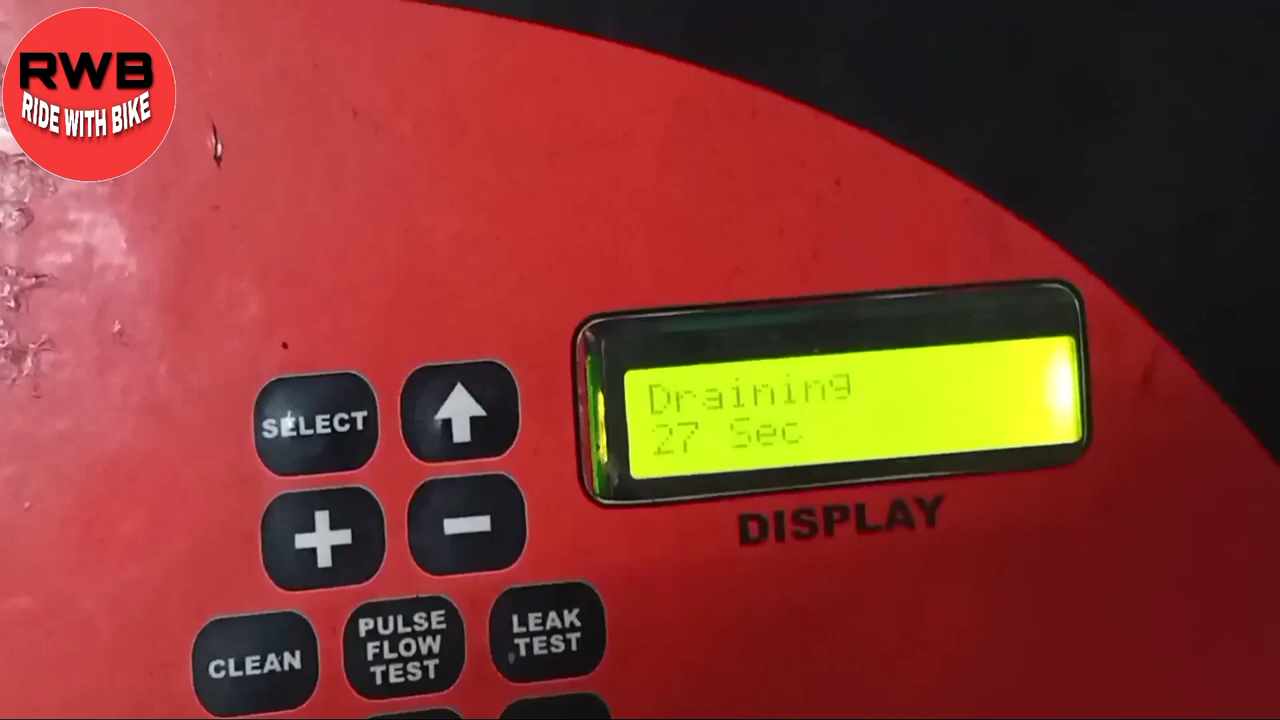 RWB
RIDE WITH BIKE
Draining
27 Sec
DISPLAY
SELECT
CLEAN
PULSE
FLOW
TEST
LEAK
TEST